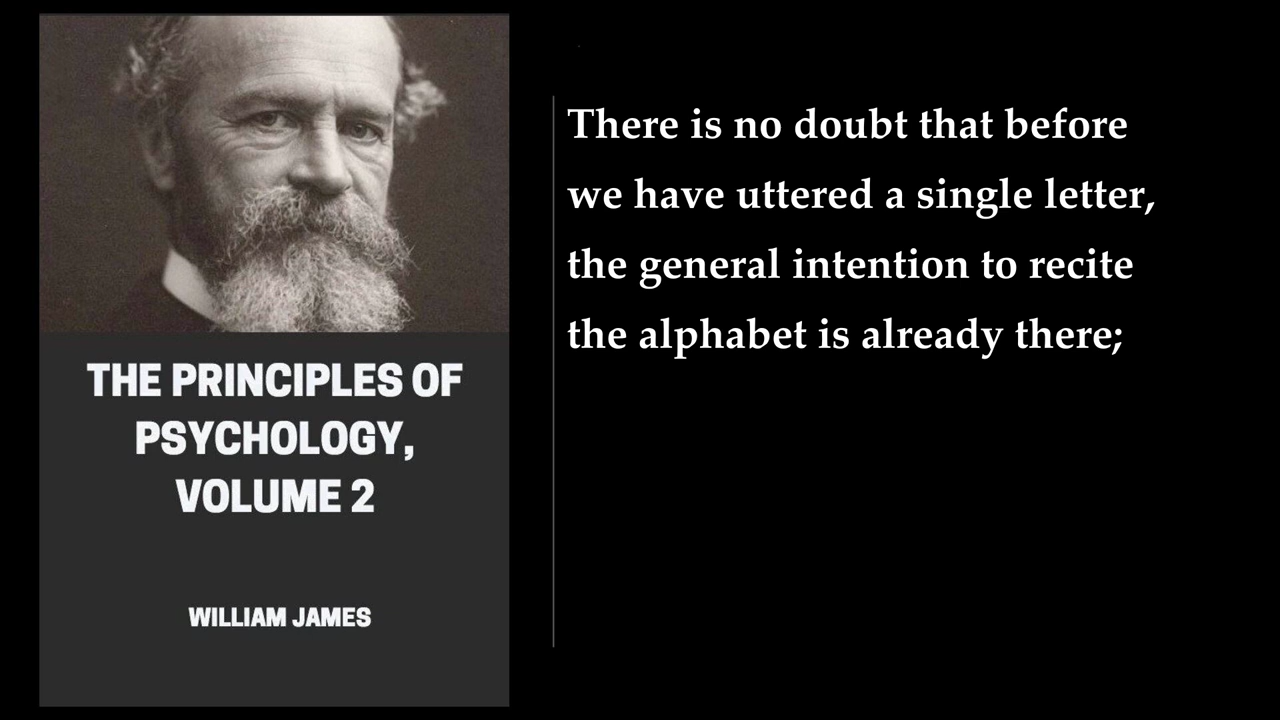 THE PRINCIPLES OF
PSYCHOLOGY,
VOLUME 2
WILLIAM JAMES
There is no doubt that before
we have uttered a single letter,
the general intention to recite
the alphabet is already there;